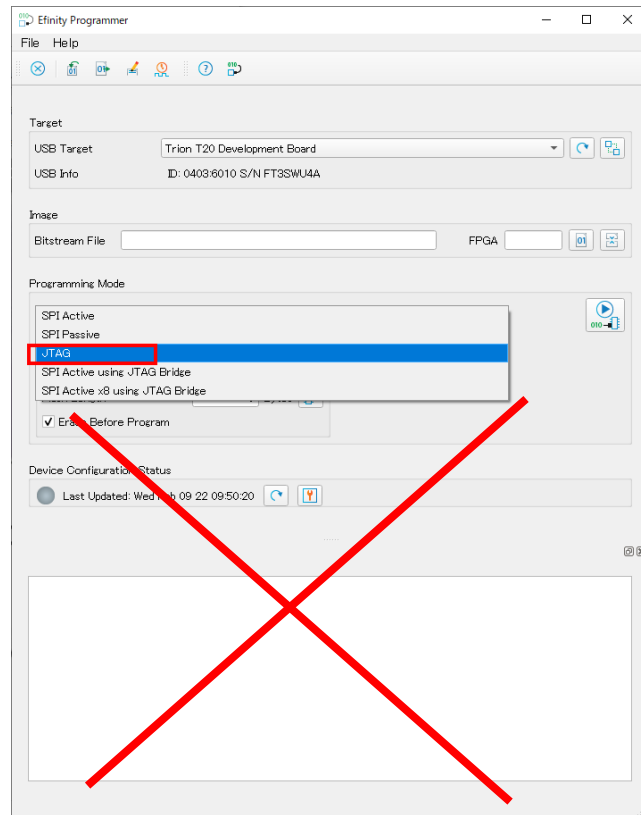 Efinity Programmer
File Help
Target
USB Target Trion T20 Development Board
USB Info ID: 0403:6010 S/N FT3SWU4A
Image
Bitstream File FPGA
Programming Mode
SPI Active
SPI Passive
JTAG
SPI Active using JTAG Bridge
SPI Active x8 using JTAG Bridge
Erase Before Program
Device Configuration Status
Last Updated: Wed Feb 09 22 09:50:20